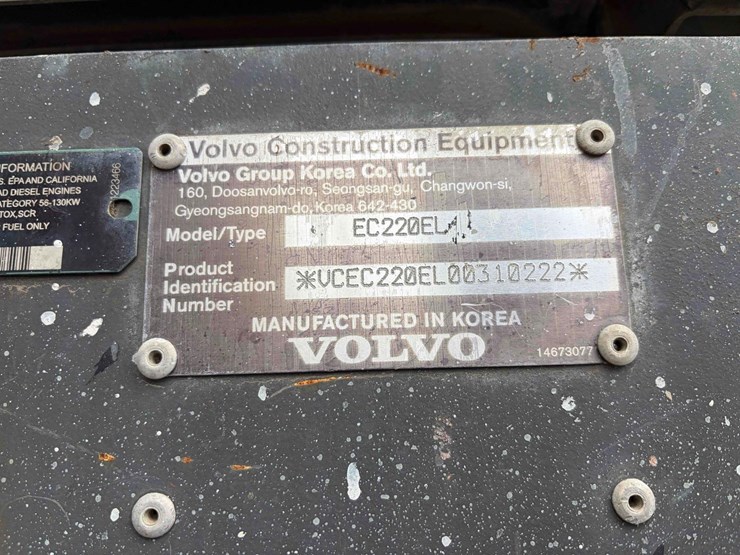 FORMATION
S. EPA AND CALIFORNIA
AD DIESEL ENGINES
ATEGORY 56-130KW
TOX,SCR
FUEL ONLY
223466
Volvo Construction Equipment
Volvo Group Korea Co. Ltd.
160, Doosanvolvo-ro, Seongsan-gu, Changwon-si,
Gyeongsangnam-do, Korea 642-430
Model/Type EC220EL
Product
Identification *VCEC220EL00310222*
Number
MANUFACTURED IN KOREA
VOLVO
14673077